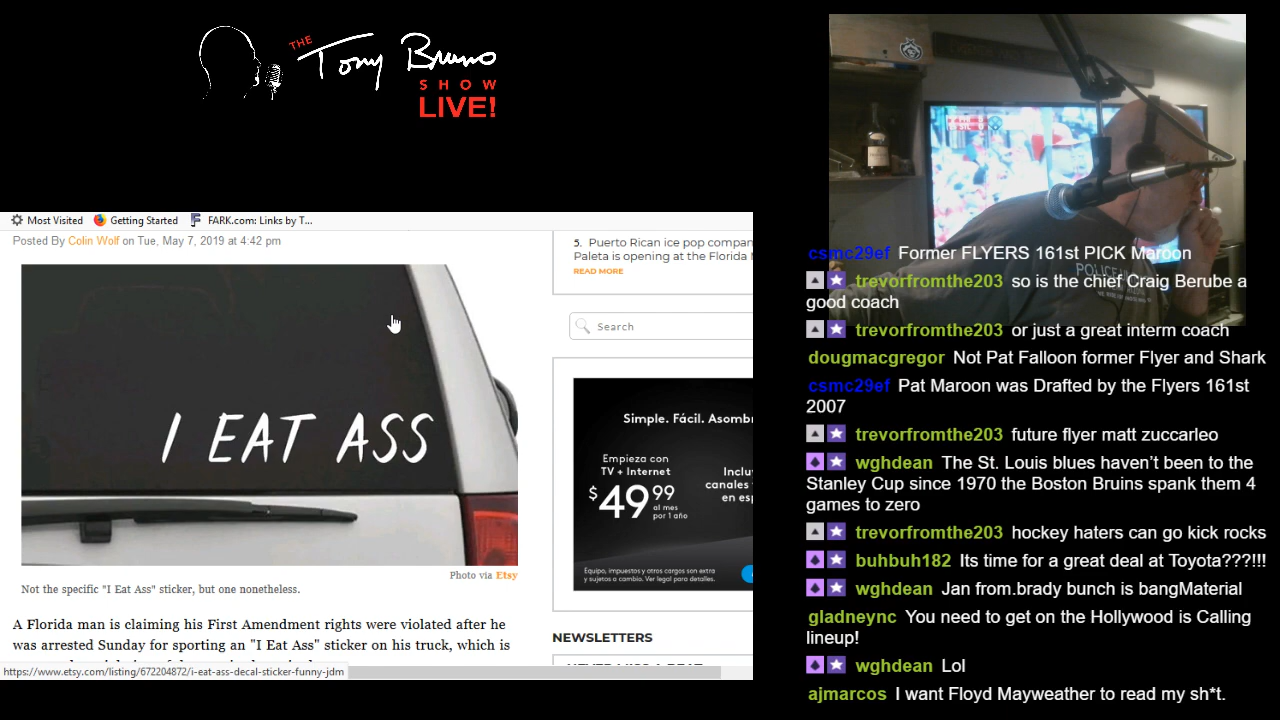 THE
Tony Bruno
SHOW
LIVE!
Most Visited Getting Started FARK.com: Links by T...
Posted By Colin Wolf on Tue, May 7, 2019 at 4:42 pm
I EAT ASS
Photo via Etsy
Not the specific "I Eat Ass" sticker, but one nonetheless.
A Florida man is claiming his First Amendment rights were violated after he
was arrested Sunday for sporting an "I Eat Ass" sticker on his truck, which is
https://www.etsy.com/listing/672204872/i-eat-ass-decal-sticker-funny-jdm
5. Puerto Rican ice pop compan
Paleta is opening at the Florida
READ MORE
Search
Simple. Fácil. Asomb
Empieza con
TV + Internet
$49.99
al mes
por 1 año
Inclu
canales
en esp
Equipo, impuestos y otros cargos son extra
y sujetos a cambio. Ver legal para detalles.
NEWSLETTERS
csmc29ef Former FLYERS 161st PICK Maroon
trevorfromthe203 so is the chief Craig Berube a
good coach
trevorfromthe203 or just a great interm coach
dougmacgregor Not Pat Falloon former Flyer and Shark
csmc29ef Pat Maroon was Drafted by the Flyers 161st
2007
trevorfromthe203 future flyer matt zuccarleo
wghdean The St. Louis blues haven't been to the
Stanley Cup since 1970 the Boston Bruins spank them 4
games to zero
trevorfromthe203 hockey haters can go kick rocks
buhbuh182 Its time for a great deal at Toyota???!!!
wghdean Jan from.brady bunch is bangMaterial
gladneync You need to get on the Hollywood is Calling
lineup!
wghdean Lol
ajmarcos I want Floyd Mayweather to read my sh*t.